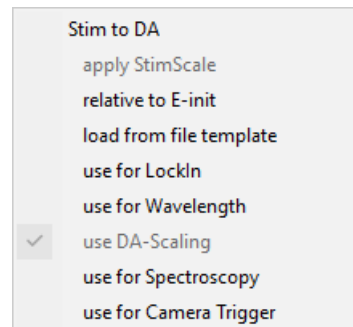 Stim to DA
apply StimScale
relative to E-init
load from file template
use for LockIn
use for Wavelength
use DA-Scaling
use for Spectroscopy
use for Camera Trigger